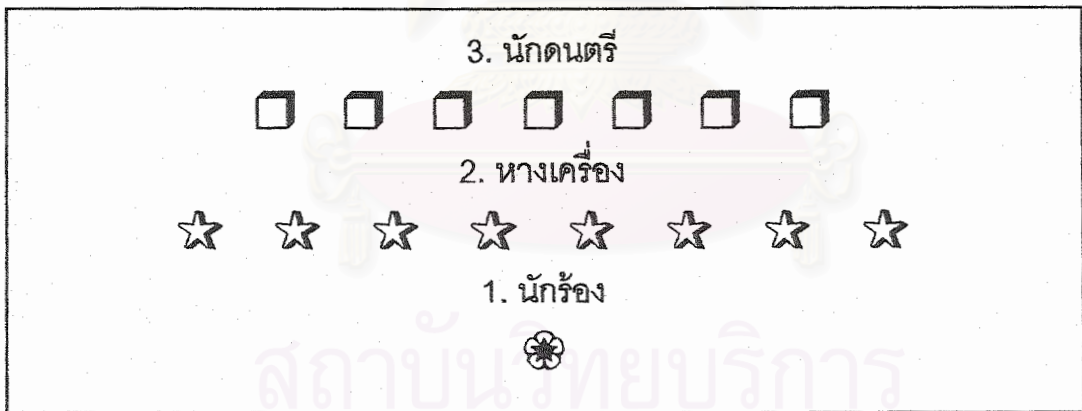 3. นักดนตรี
2. หางเครื่อง
1. นักร้อง
สถาบันวิทยบริการ